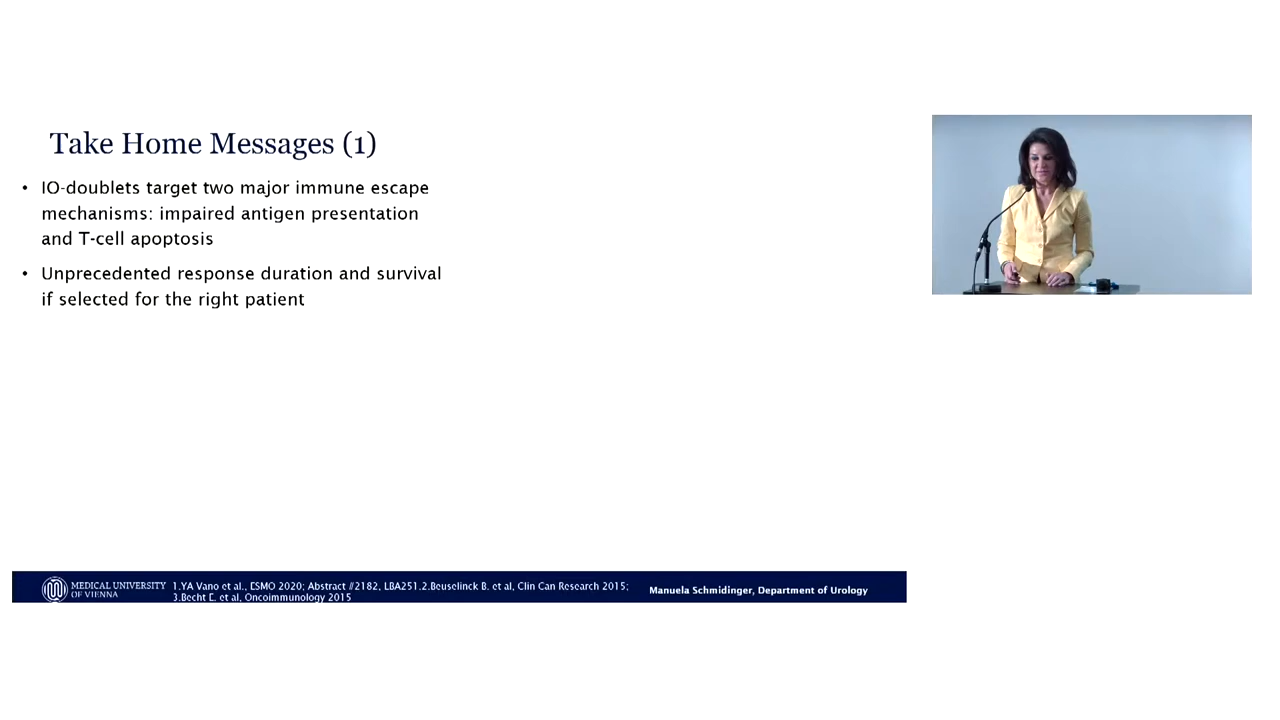 Take Home Messages (1)
• IO-doublets target two major immune escape
mechanisms: impaired antigen presentation
and T-cell apoptosis
• Unprecedented response duration and survival
if selected for the right patient
MEDICAL UNIVERSITY
OF VIENNA
1.YA Vano et al., ESMO 2020; Abstract #2182, LBA251.2.Beuselinck B. et al, Clin Can Research 2015;
3.Becht E. et al, Oncoimmunology 2015
Manuela Schmidinger, Department of Urology